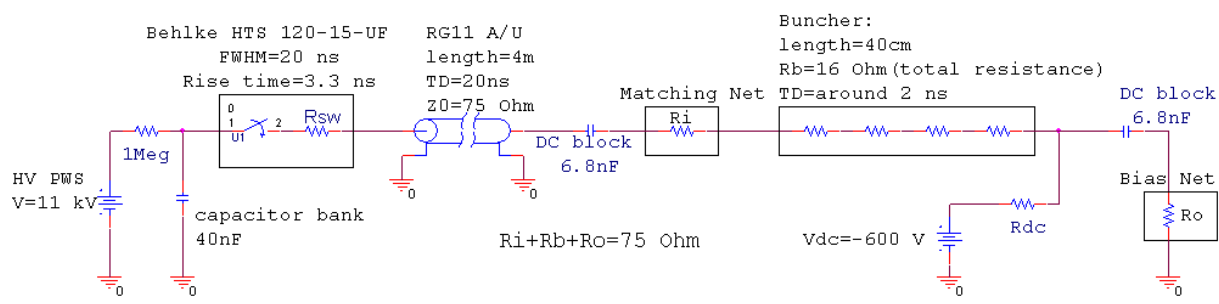 Behlke HTS 120-15-UF
FWHM=20 ns
Rise time=3.3 ns
RG11 A/U
length=4m
TD=20ns
Z0=75 Ohm
Buncher:
length=40cm
Rb=16 Ohm(total resistance)
TD=around 2 ns
Matching Net
DC block
6.8nF
0
1
2
U1
Rsw
Ri
1Meg
DC block
6.8nF
0
0
HV PWS
V=11 kV
capacitor bank
40nF
Ri+Rb+Ro=75 Ohm
Vdc=-600 V
Rdc
Bias Net
Ro
0
0
0
0